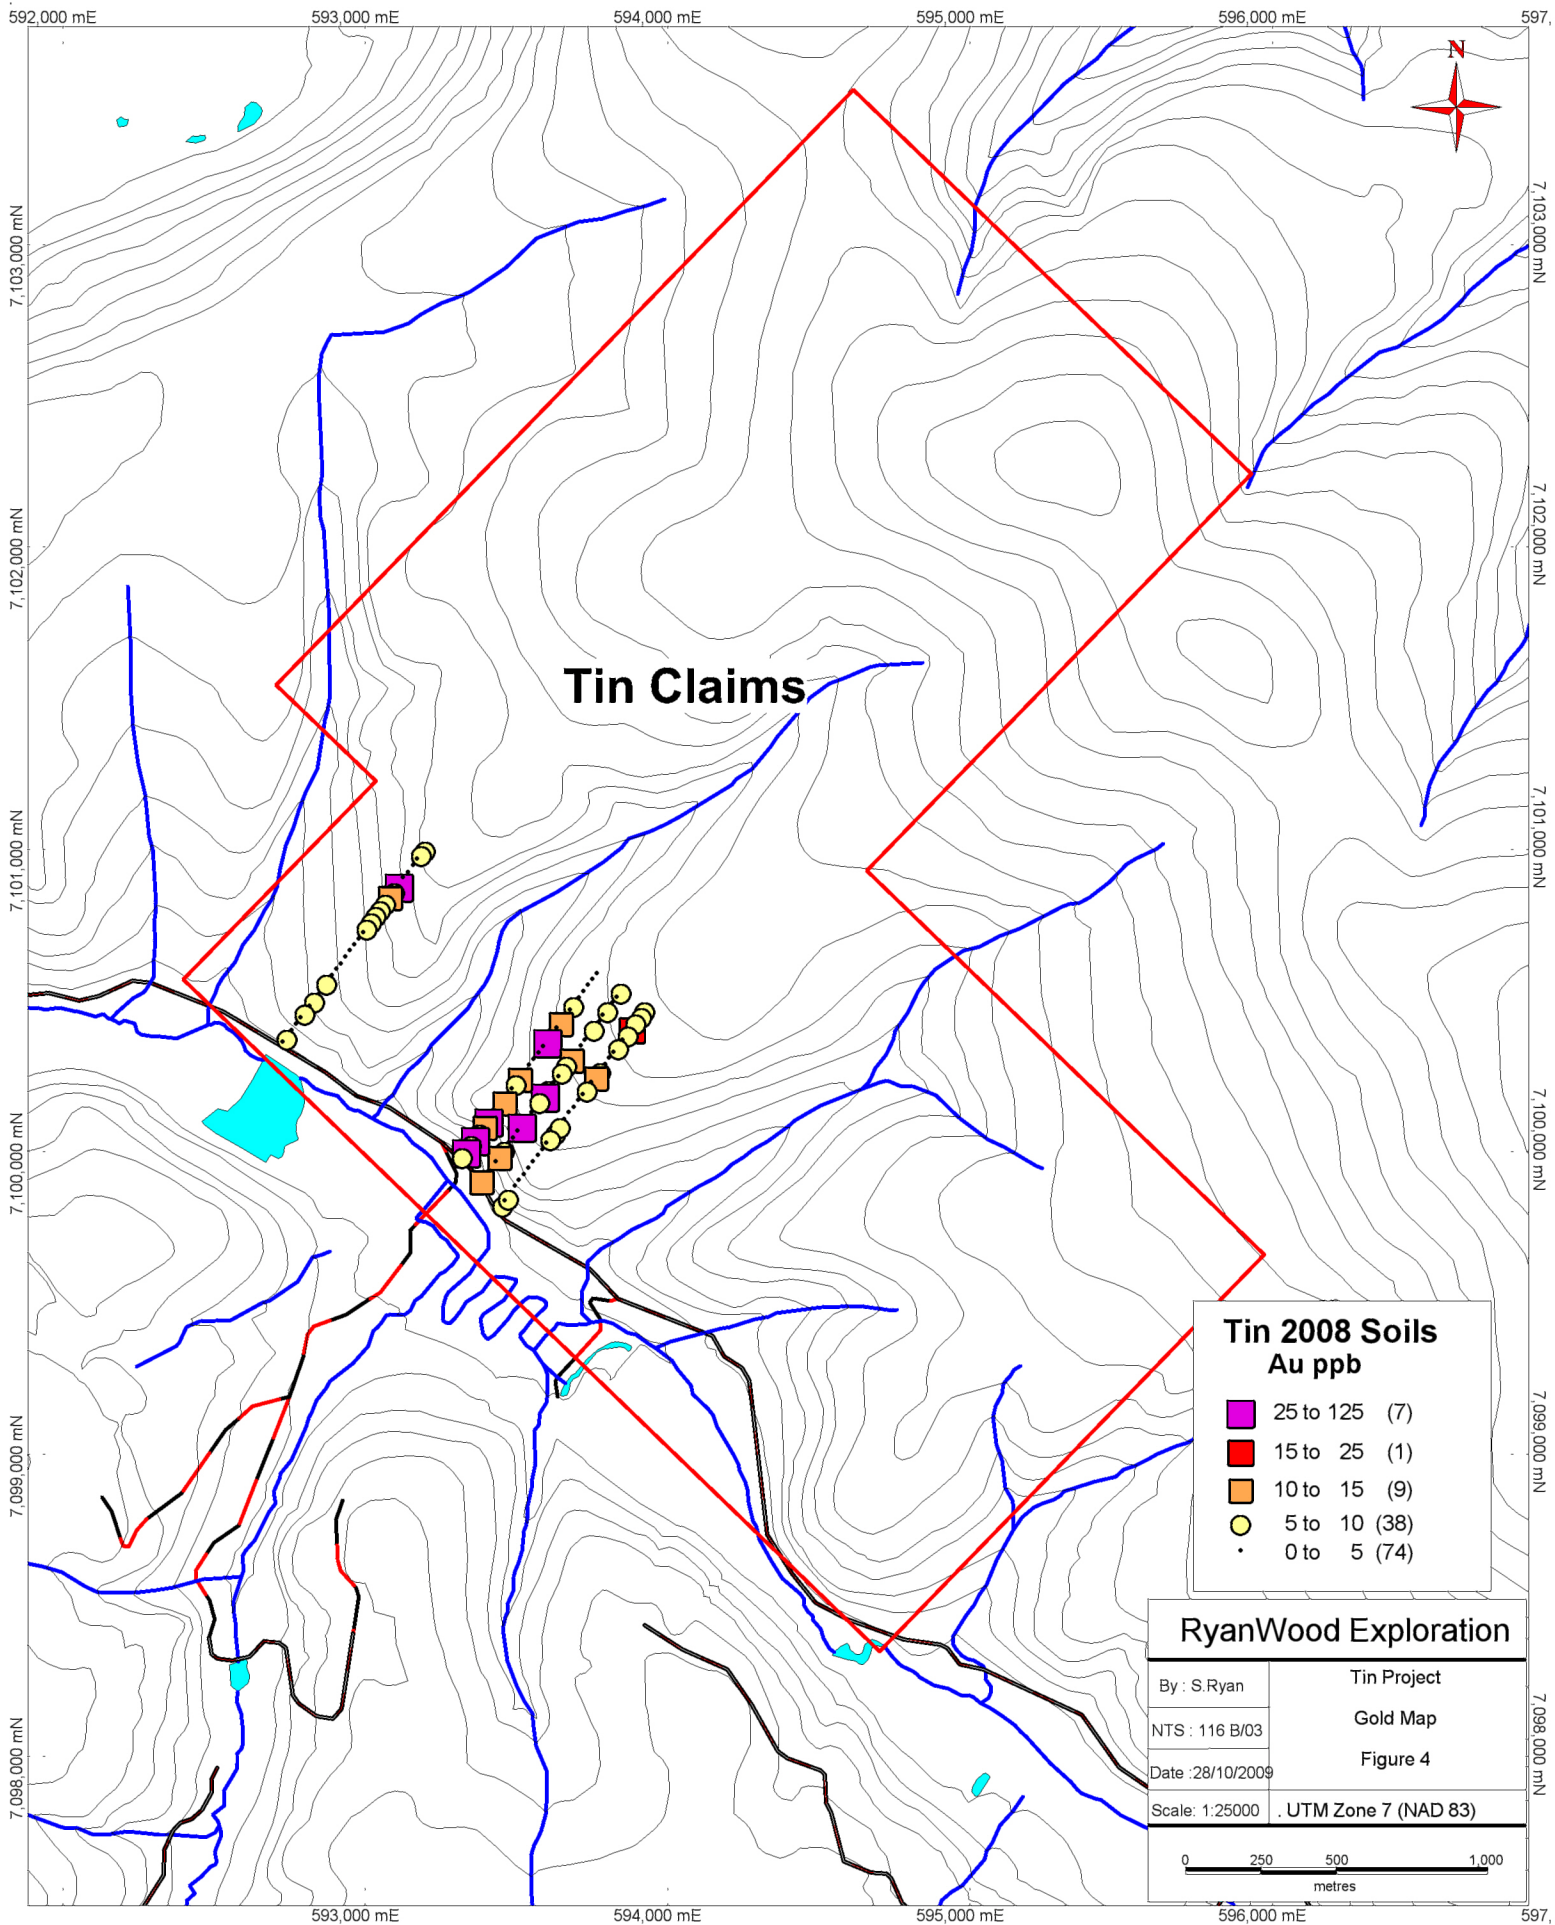 592,000 mE 593,000 mE 594,000 mE 595,000 mE 596,000 mE 597,
N
7,103,000 mN
7,103,000 mN
7,102,000 mN
7,102,000 mN
Tin Claims
7,101,000 mN
7,101,000 mN
7,100,000 mN
7,100,000 mN
7,099,000 mN
7,099,000 mN
7,098,000 mN
7,098,000 mN
Tin 2008 Soils
Au ppb
25 to 125 (7)
15 to 25 (1)
10 to 15 (9)
5 to 10 (38)
0 to 5 (74)
RyanWood Exploration
By : S.Ryan
Tin Project
NTS : 116 B/03
Gold Map
Date :28/10/2009
Figure 4
Scale: 1:25000
. UTM Zone 7 (NAD 83)
0 250 500 1,000
metres
593,000 mE 594,000 mE 595,000 mE 596,000 mE 597,